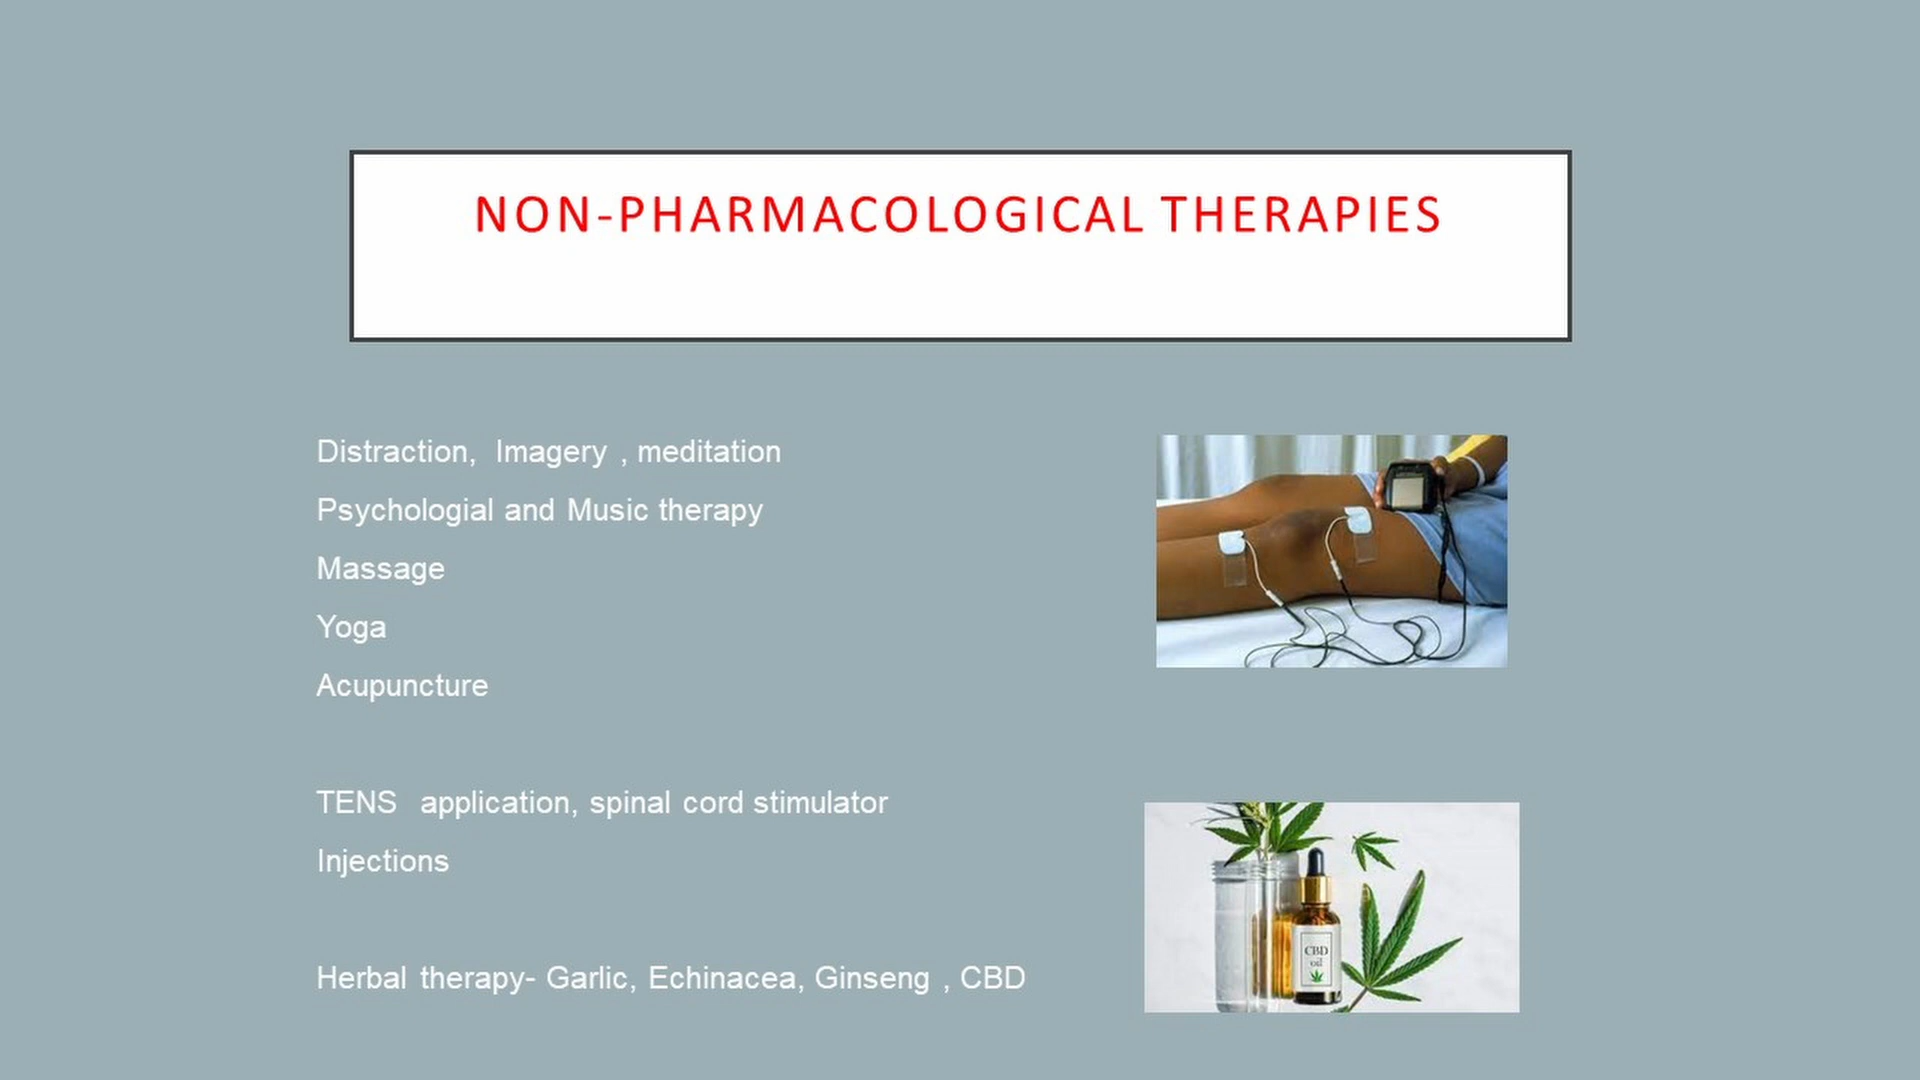 NON-PHARMACOLOGICAL THERAPIES
Distraction, Imagery , meditation
Psychologial and Music therapy
Massage
Yoga
Acupuncture
TENS application, spinal cord stimulator
Injections
Herbal therapy- Garlic, Echinacea, Ginseng , CBD
CBD
oil